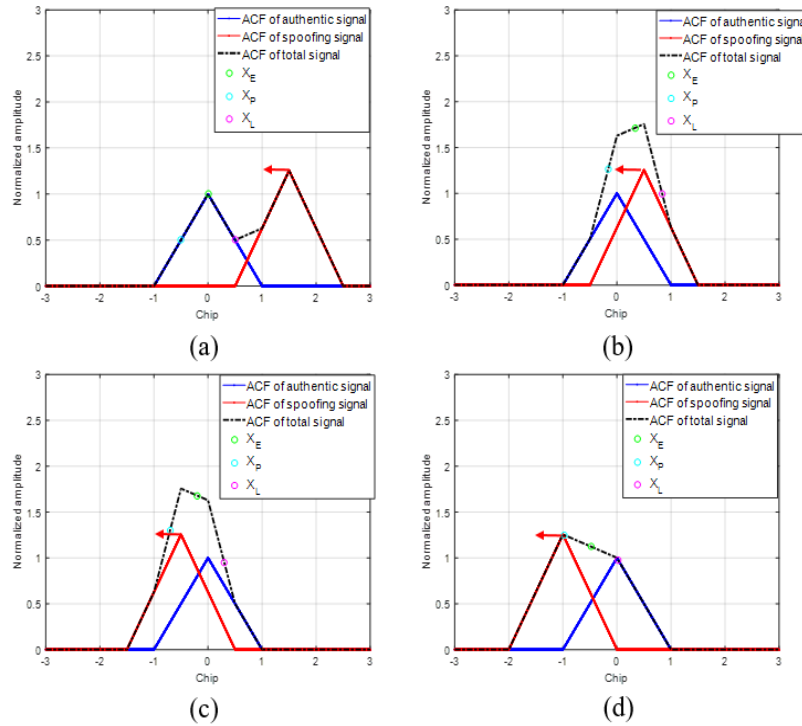 3
2.5
2
1.5
1
0.5
0
Normalized amplitude
ACF of authentic signal
ACF of spoofing signal
ACF of total signal
X_E
X_P
X_L
-3 -2 -1 0 1 2 3
Chip
(a)
3
2.5
2
1.5
1
0.5
0
Normalized amplitude
ACF of authentic signal
ACF of spoofing signal
ACF of total signal
X_E
X_P
X_L
-3 -2 -1 0 1 2 3
Chip
(b)
3
2.5
2
1.5
1
0.5
0
Normalized amplitude
ACF of authentic signal
ACF of spoofing signal
ACF of total signal
X_E
X_P
X_L
-3 -2 -1 0 1 2 3
Chip
(c)
3
2.5
2
1.5
1
0.5
0
Normalized amplitude
ACF of authentic signal
ACF of spoofing signal
ACF of total signal
X_E
X_P
X_L
-3 -2 -1 0 1 2 3
Chip
(d)